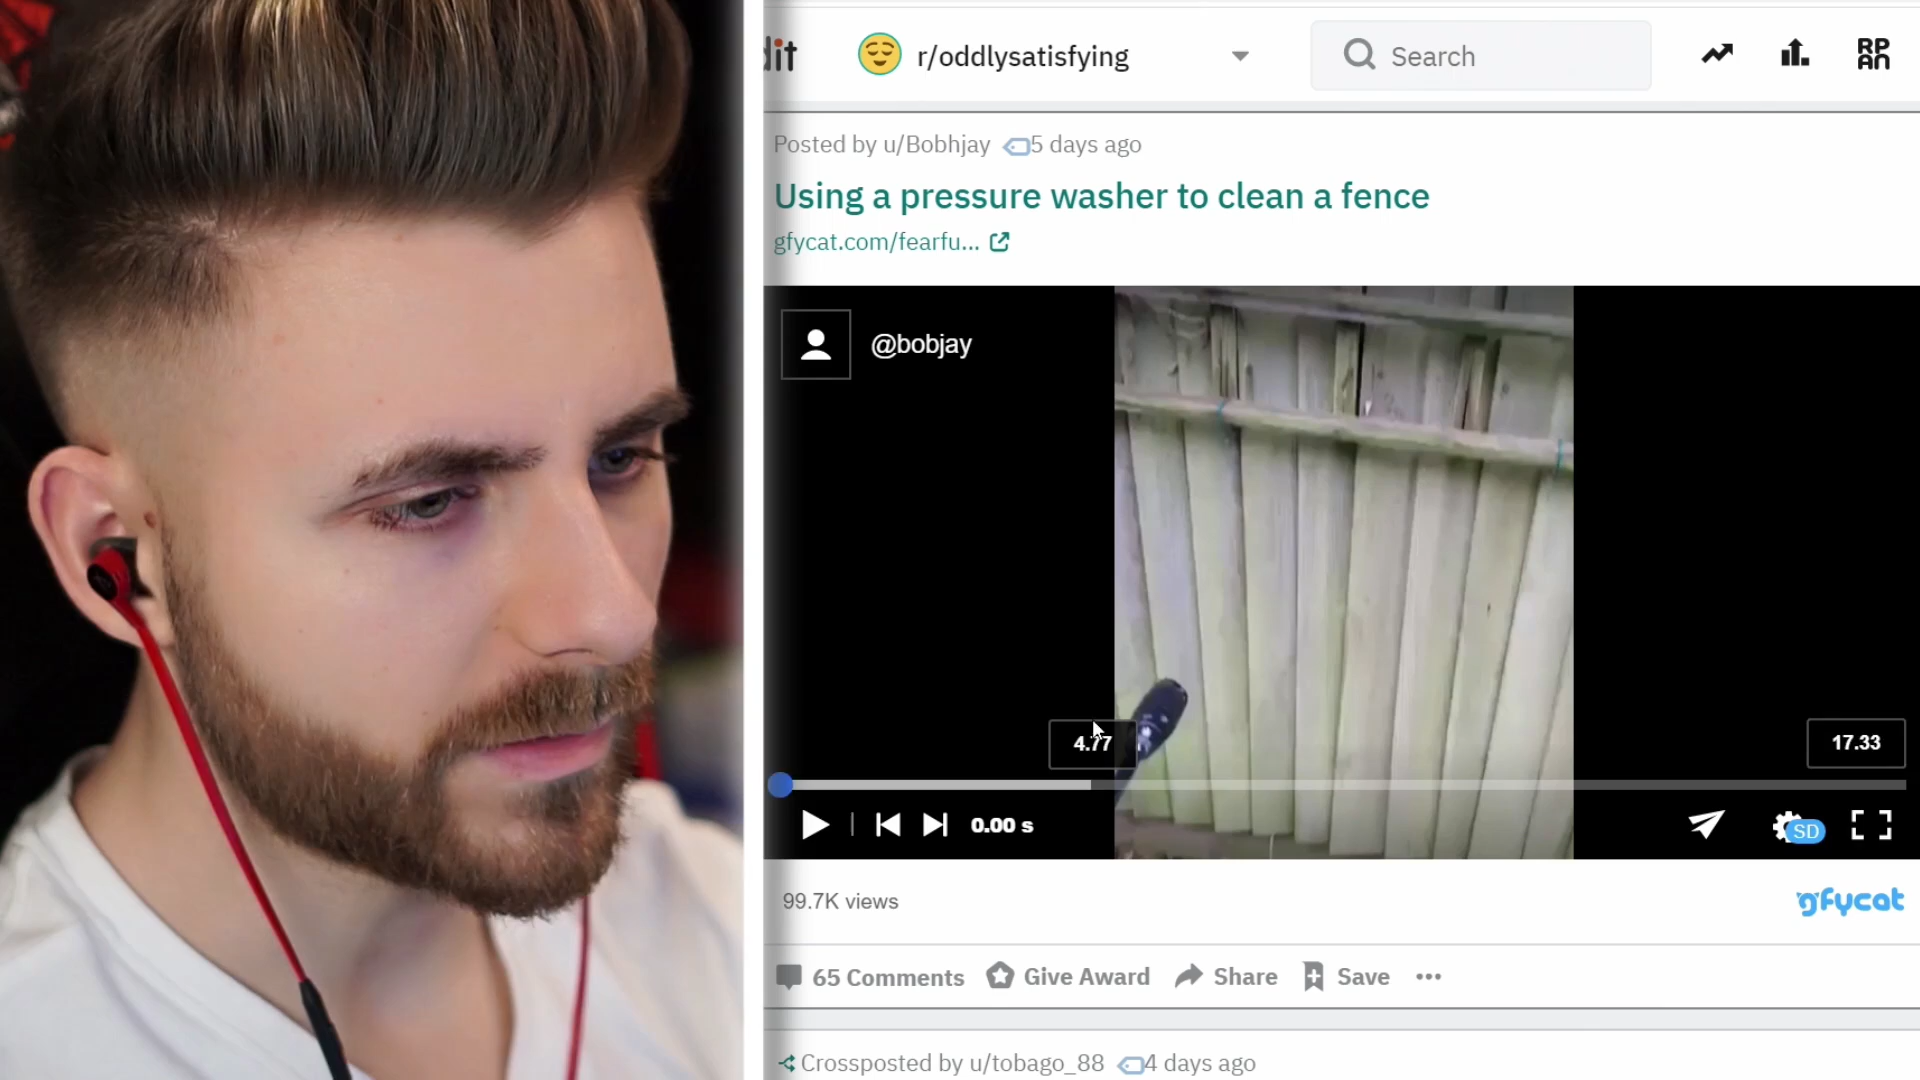 dit r/oddlysatisfying Search RPAN
Posted by u/Bobhjay 5 days ago
Using a pressure washer to clean a fence
gfycat.com/fearfu...
@bobjay
4.77 17.33
0.00 s SD
99.7K views gfycat
65 Comments Give Award Share Save
Crossposted by u/tobago_88 4 days ago